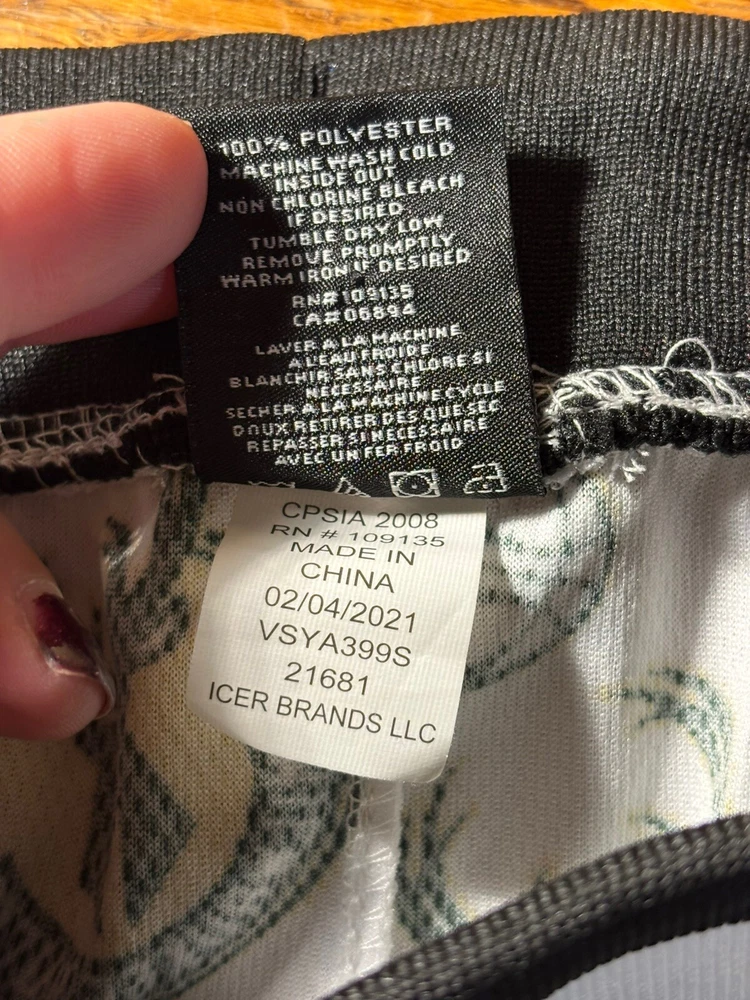 100% POLYESTER
MACHINE WASH COLD
INSIDE OUT
NON CHLORINE BLEACH
IF DESIRED
TUMBLE DRY LOW
REMOVE PROMPTLY
WARM IRON IF DESIRED
RN# 109135
CA# 06894
LAVER A LA MACHINE
A LEAU FROIDE
BLANCHIR SANS CHLORE SI
NECESSAIRE
SECHER A LA MACHINE CYCLE
DOUX RETIRER DES QUE SEC
REPASSER SI NECESSAIRE
AVEC UN FER FROID
CPSIA 2008
RN # 109135
MADE IN
CHINA
02/04/2021
VSYA399S
21681
ICER BRANDS LLC